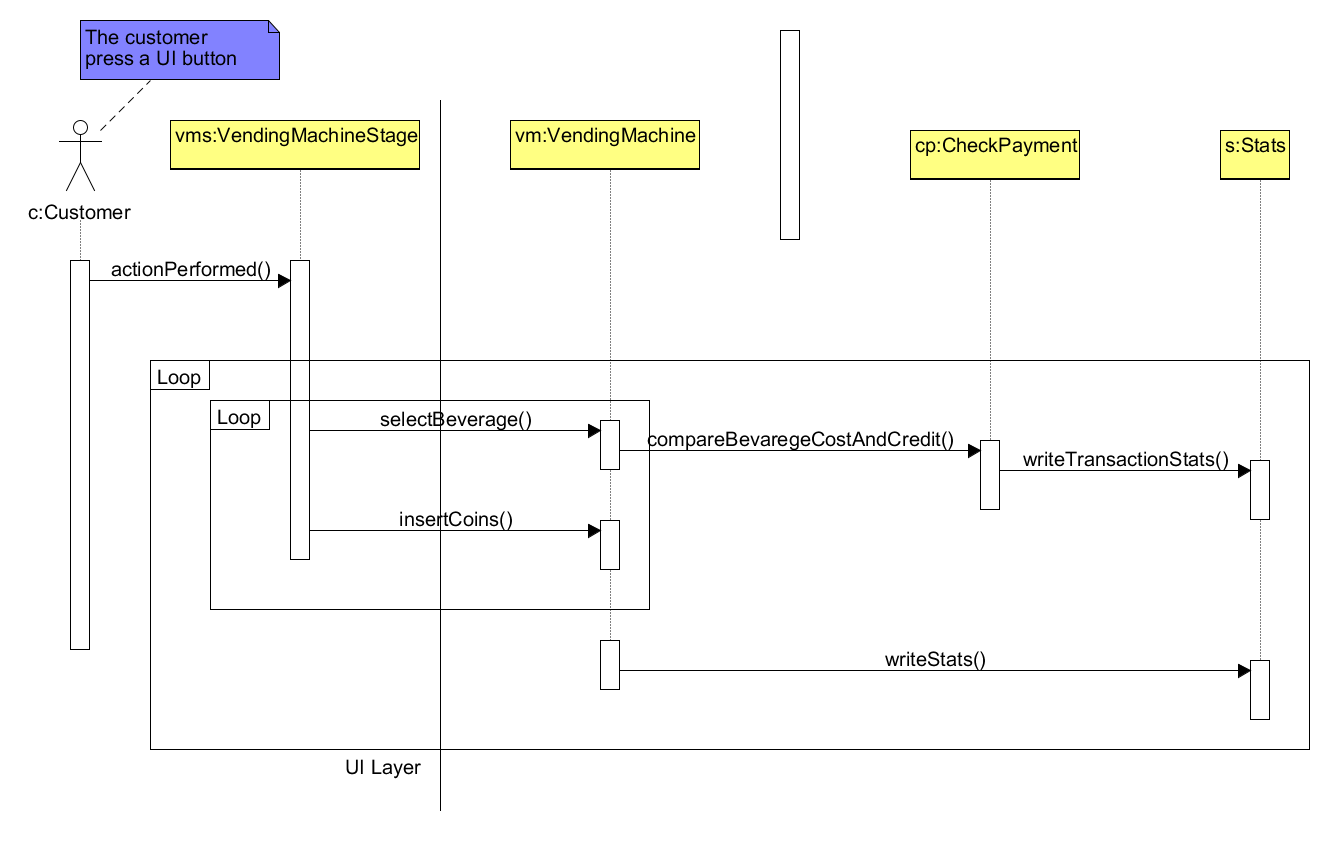 The customer
press a UI button
vms:VendingMachineStage
vm:VendingMachine
cp:CheckPayment
s:Stats
c:Customer
actionPerformed()
Loop
Loop
selectBeverage()
compareBevaregeCostAndCredit()
writeTransactionStats()
insertCoins()
writeStats()
UI Layer